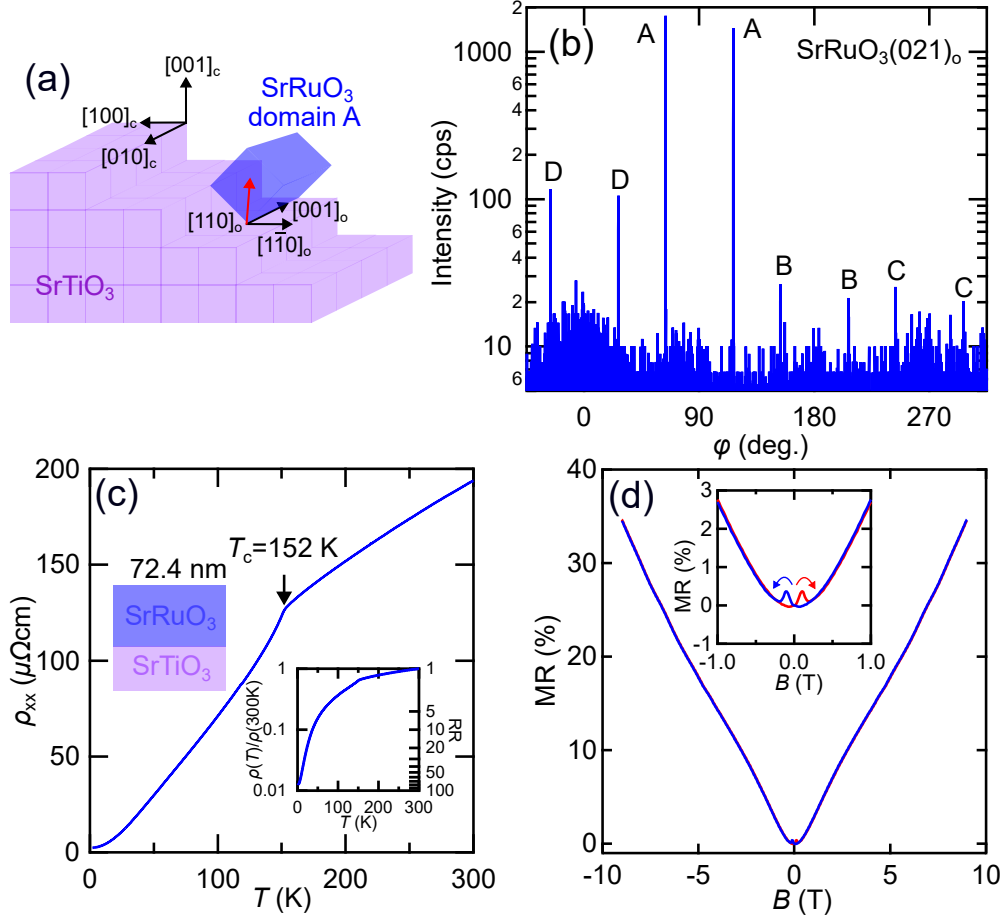 (a)
[001]c
[100]c
[010]c
SrRuO3
domain A
[110]o
[001]o
[11̅0]o
SrTiO3
(b)
SrRuO3(021)o
Intensity (cps)
2
1000
6
4
2
100
6
4
2
10
6
D
D
A
A
B
B
C
C
0
90
180
270
φ (deg.)
(c)
ρxx (μΩcm)
200
150
100
50
0
Tc=152 K
72.4 nm
SrRuO3
SrTiO3
ρ(T)/ρ(300K)
1
0.1
0.01
1
5
10
20
50
100
RR
0
100
200
300
T (K)
0
100
200
300
T (K)
(d)
MR (%)
40
30
20
10
0
MR (%)
3
2
1
0
-1
-1.0
0.0
1.0
B (T)
-10
-5
0
5
10
B (T)